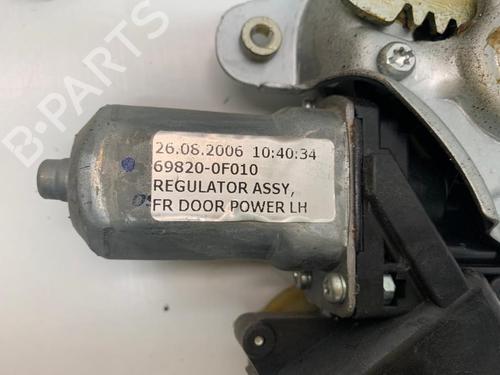 26.08.2006 10:40:34
69820-0F010
REGULATOR ASSY,
FR DOOR POWER LH
B-PARTS